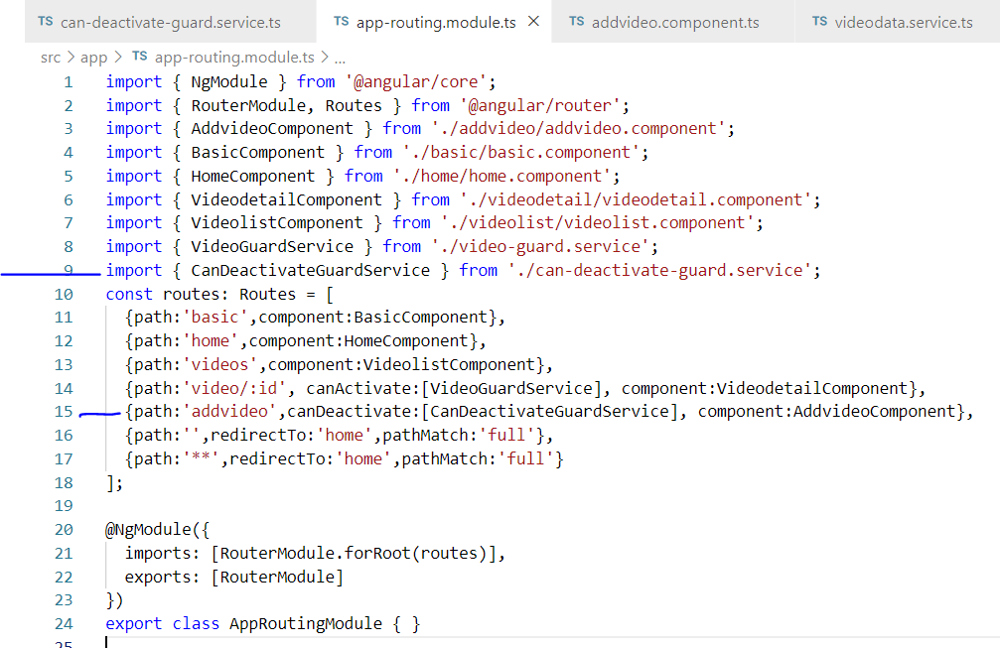 TS can-deactivate-guard.service.ts TS app-routing.module.ts × TS addvideo.component.ts TS videodata.service.ts
src > app > TS app-routing.module.ts > ...
1 import { NgModule } from '@angular/core';
2 import { RouterModule, Routes } from '@angular/router';
3 import { AddvideoComponent } from './addvideo/addvideo.component';
4 import { BasicComponent } from './basic/basic.component';
5 import { HomeComponent } from './home/home.component';
6 import { VideodetailComponent } from './videodetail/videodetail.component';
7 import { VideolistComponent } from './videolist/videolist.component';
8 import { VideoGuardService } from './video-guard.service';
9 import { CanDeactivateGuardService } from './can-deactivate-guard.service';
10 const routes: Routes = [
11 {path:'basic',component:BasicComponent},
12 {path:'home',component:HomeComponent},
13 {path:'videos',component:VideolistComponent},
14 {path:'video/:id', canActivate:[VideoGuardService], component:VideodetailComponent},
15 {path:'addvideo',canDeactivate:[CanDeactivateGuardService], component:AddvideoComponent},
16 {path:'',redirectTo:'home',pathMatch:'full'},
17 {path:'**',redirectTo:'home',pathMatch:'full'}
18 ];
19
20 @NgModule({
21 imports: [RouterModule.forRoot(routes)],
22 exports: [RouterModule]
23 })
24 export class AppRoutingModule { }
25